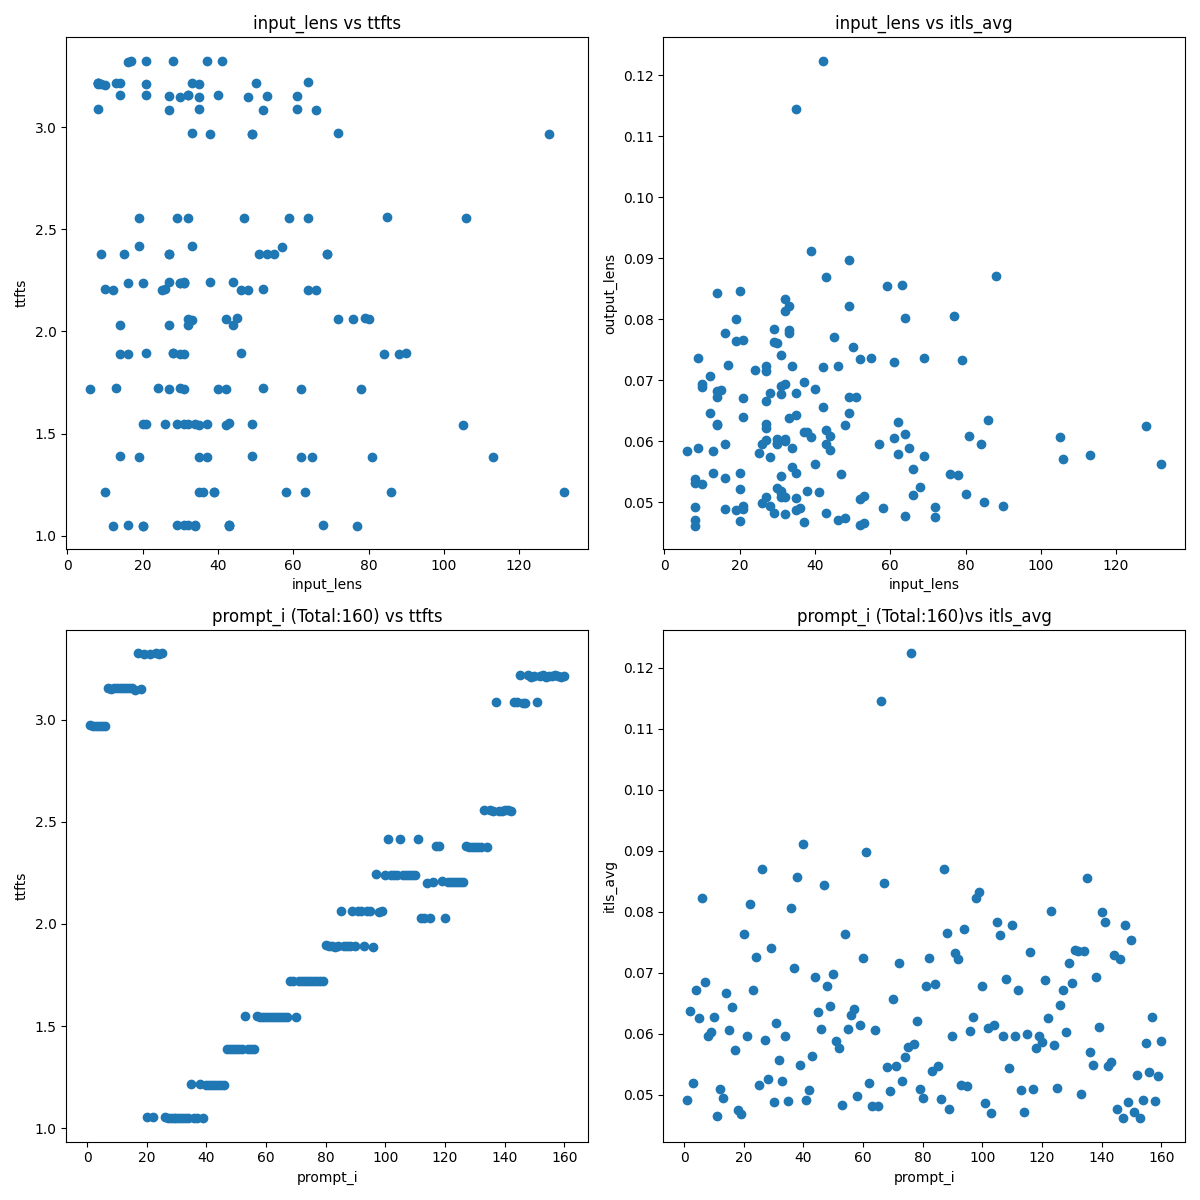 input_lens vs ttfts
3.0
2.5
2.0
1.5
1.0
ttfts
0 20 40 60 80 100 120
input_lens
input_lens vs itls_avg
0.12
0.11
0.10
0.09
0.08
0.07
0.06
0.05
output_lens
0 20 40 60 80 100 120
input_lens
prompt_i (Total:160) vs ttfts
3.0
2.5
2.0
1.5
1.0
ttfts
0 20 40 60 80 100 120 140 160
prompt_i
prompt_i (Total:160)vs itls_avg
0.12
0.11
0.10
0.09
0.08
0.07
0.06
0.05
itls_avg
0 20 40 60 80 100 120 140 160
prompt_i